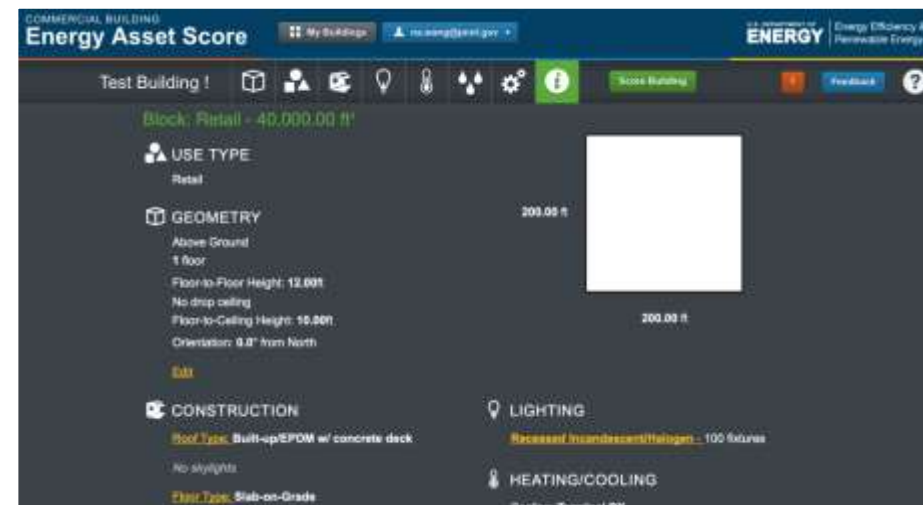 COMMERCIAL BUILDING
Energy Asset Score
My Buildings
U.S. DEPARTMENT OF
ENERGY
Energy Efficiency &
Renewable Energy
Test Building !
i
Score Building
!
Feedback
?
Block: Retail - 40,000.00 ft²
USE TYPE
Retail
GEOMETRY
Above Ground
1 floor
Floor-to-Floor Height: 12.00ft
No drop ceiling
Floor-to-Ceiling Height: 10.00ft
Orientation: 0.0° from North
Edit
200.00 ft
200.00 ft
CONSTRUCTION
Roof Type: Built-up/EPDM w/ concrete deck
No skylights
Floor Type: Slab-on-Grade
LIGHTING
Recessed Incandescent/Halogen - 100 fixtures
HEATING/COOLING